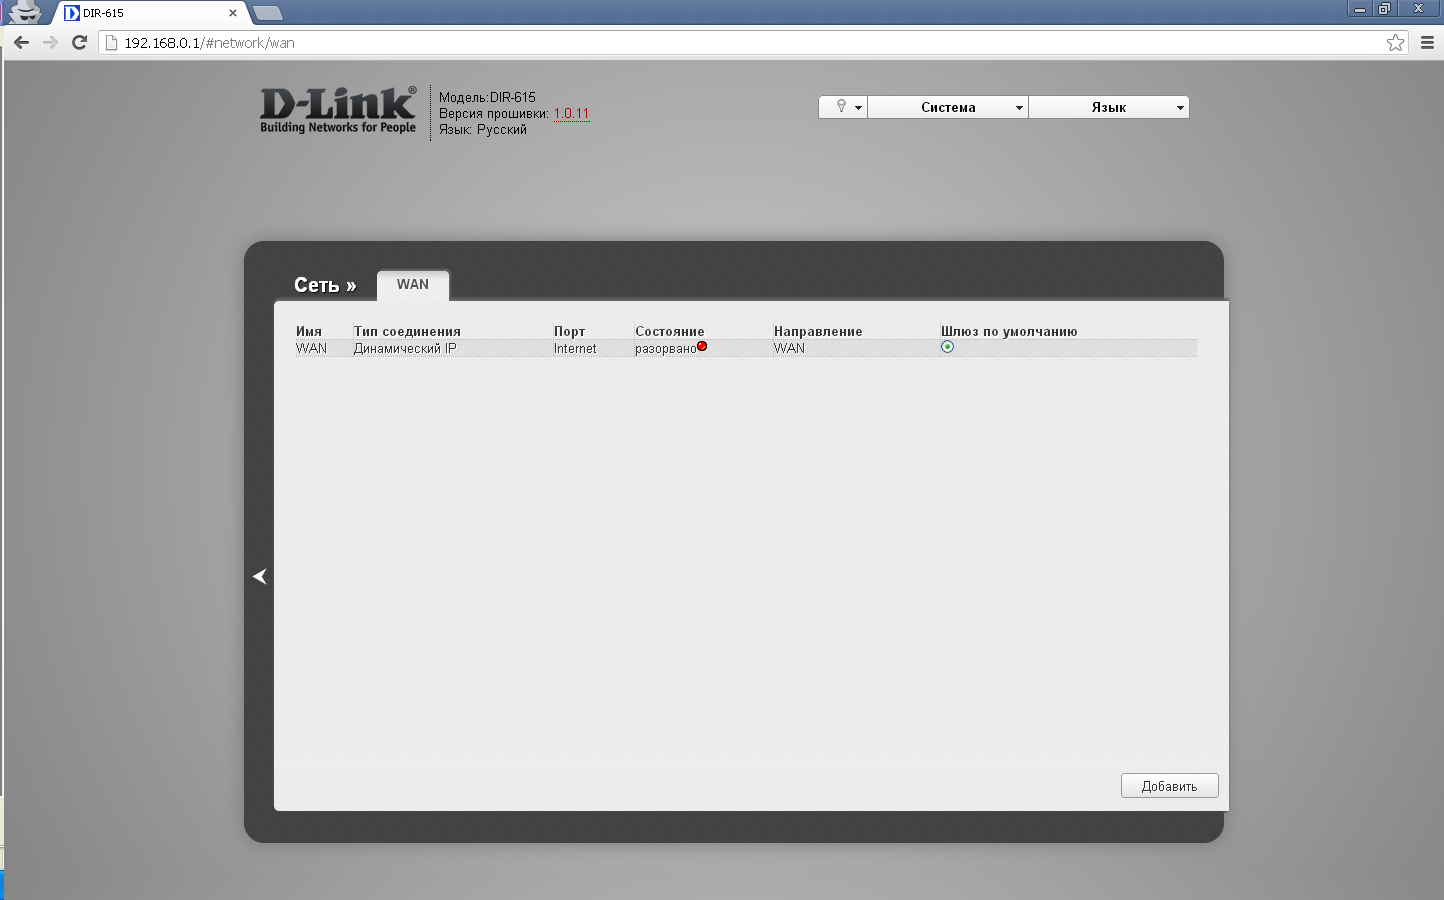 DIR-615
192.168.0.1/#network/wan
D-Link®
Building Networks for People
Модель:DIR-615
Версия прошивки: 1.0.11
Язык: Русский
Система
Язык
Сеть »
WAN
Имя Тип соединения Порт Состояние Направление Шлюз по умолчанию
WAN Динамический IP Internet разорвано WAN
Добавить